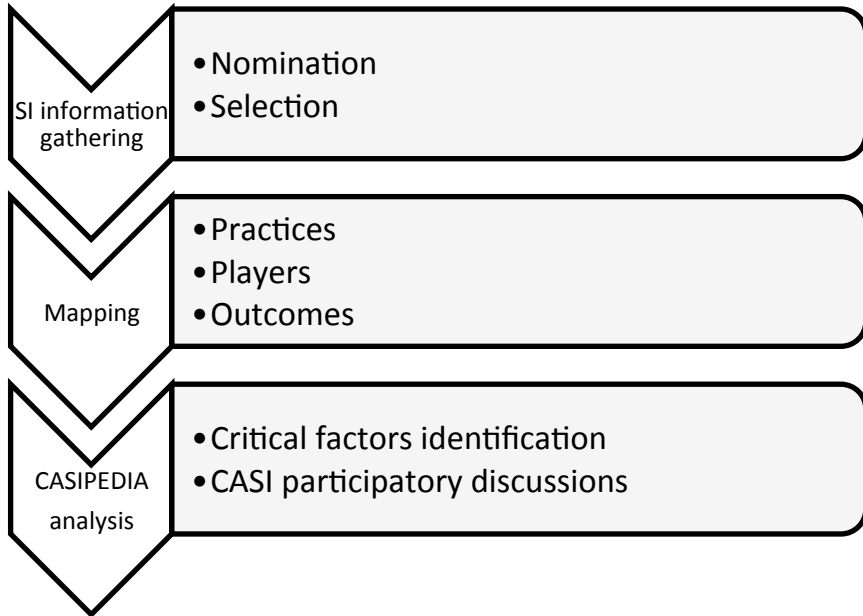 SI information
gathering
•Nomination
•Selection
Mapping
•Practices
•Players
•Outcomes
CASIPEDIA
analysis
•Critical factors identification
•CASI participatory discussions